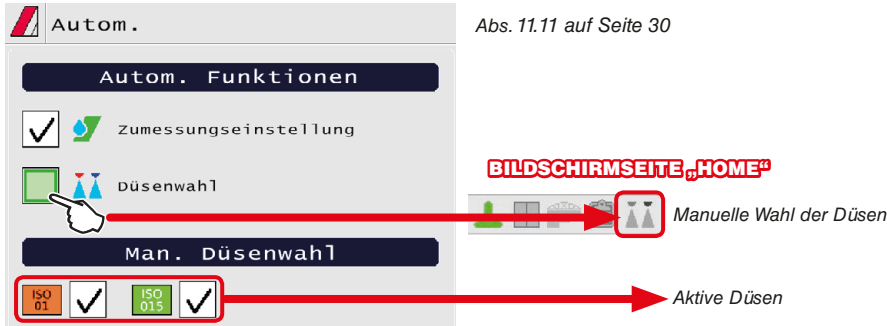 Autom.
Abs. 11.11 auf Seite 30
Autom. Funktionen
Zumessungseinstellung
Düsenwahl
BILDSCHIRMSEITE „HOME“
Manuelle Wahl der Düsen
Man. Düsenwahl
ISO
01
ISO
015
Aktive Düsen